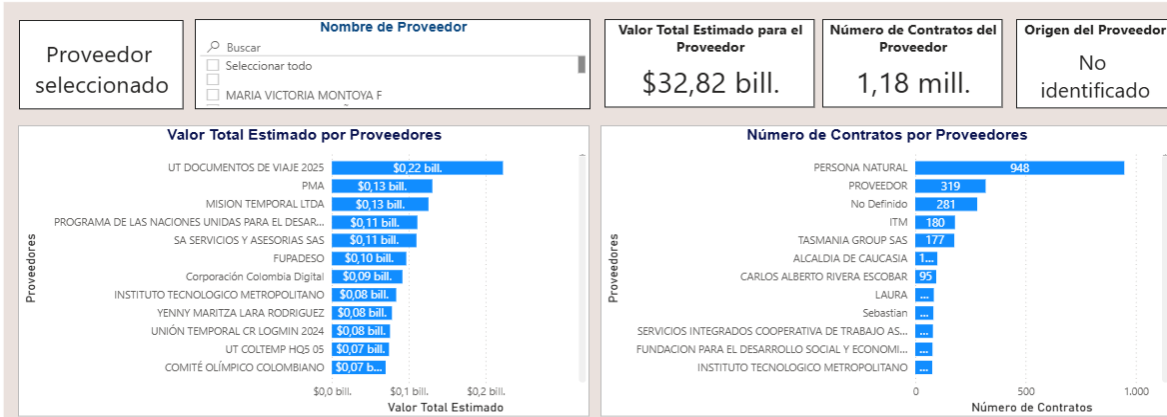 Proveedor
seleccionado
Nombre de Proveedor
Buscar
Seleccionar todo
MARIA VICTORIA MONTOYA F
Valor Total Estimado para el
Proveedor
$32,82 bill.
Número de Contratos del
Proveedor
1,18 mill.
Origen del Proveedor
No
identificado
Valor Total Estimado por Proveedores
Proveedores
UT DOCUMENTOS DE VIAJE 2025 $0,22 bill.
PMA $0,13 bill.
MISION TEMPORAL LTDA $0,13 bill.
PROGRAMA DE LAS NACIONES UNIDAS PARA EL DESAR... $0,11 bill.
SA SERVICIOS Y ASESORIAS SAS $0,11 bill.
FUPADESO $0,10 bill.
Corporación Colombia Digital $0,09 bill.
INSTITUTO TECNOLOGICO METROPOLITANO $0,08 bill.
YENNY MARITZA LARA RODRIGUEZ $0,08 bill.
UNIÓN TEMPORAL CR LOGMIN 2024 $0,08 bill.
UT COLTEMP HQ5 05 $0,07 bill.
COMITÉ OLÍMPICO COLOMBIANO $0,07 b...
$0,0 bill. $0,1 bill. $0,2 bill.
Valor Total Estimado
Número de Contratos por Proveedores
Proveedores
PERSONA NATURAL 948
PROVEEDOR 319
No Definido 281
ITM 180
TASMANIA GROUP SAS 177
ALCALDIA DE CAUCASIA 1...
CARLOS ALBERTO RIVERA ESCOBAR 95
LAURA ...
Sebastian ...
SERVICIOS INTEGRADOS COOPERATIVA DE TRABAJO AS... ...
FUNDACION PARA EL DESARROLLO SOCIAL Y ECONOMI... ...
INSTITUTO TECNOLOGICO METROPOLITANO ...
0 500 1.000
Número de Contratos